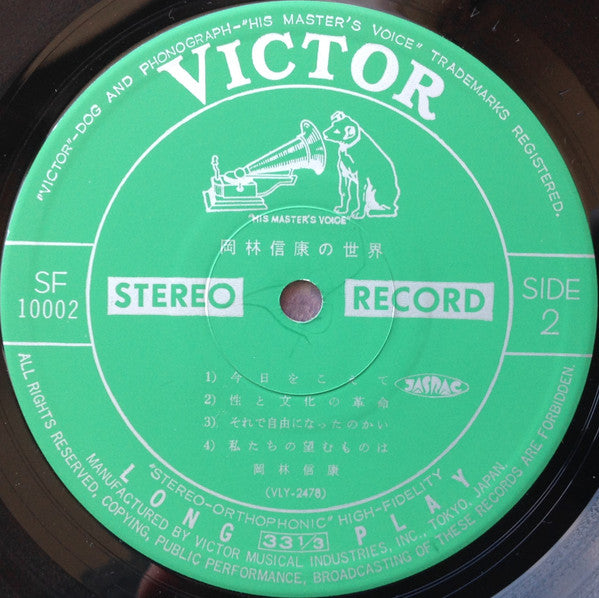 "VICTOR"-DOG AND PHONOGRAPH-"HIS MASTER'S VOICE" TRADEMARKS REGISTERED.
VICTOR
"HIS MASTER'S VOICE"
岡林信康の世界
SF
10002
STEREO RECORD
SIDE
2
1) 今日をこえて
JASRAC
2) 性と文化の革命
3) それで自由になったのかい
4) 私たちの望むものは
岡林信康
(VLY-2478)
"STEREO-ORTHOPHONIC" HIGH-FIDELITY
LONG 33 1/3 PLAY
MANUFACTURED BY VICTOR MUSICAL INDUSTRIES, INC., TOKYO, JAPAN.
ALL RIGHTS RESERVED, COPYING, PUBLIC PERFORMANCE, BROADCASTING OF THESE RECORDS ARE FORBIDDEN.